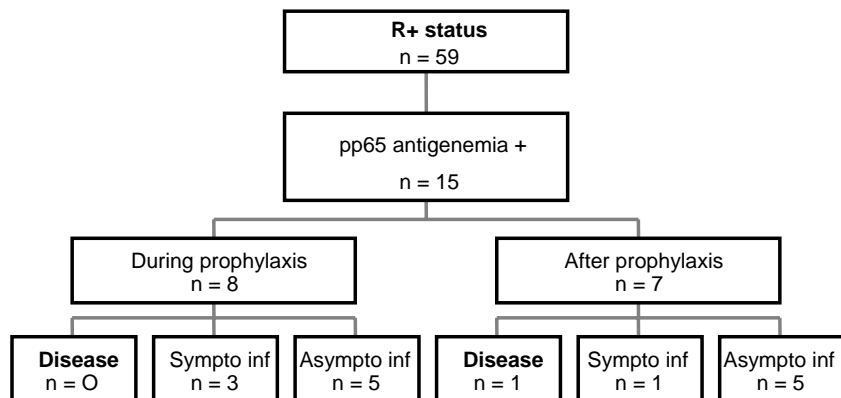 R+ status
n = 59
pp65 antigenemia +
n = 15
During prophylaxis
n = 8
After prophylaxis
n = 7
Disease
n = O
Sympto inf
n = 3
Asympto inf
n = 5
Disease
n = 1
Sympto inf
n = 1
Asympto inf
n = 5